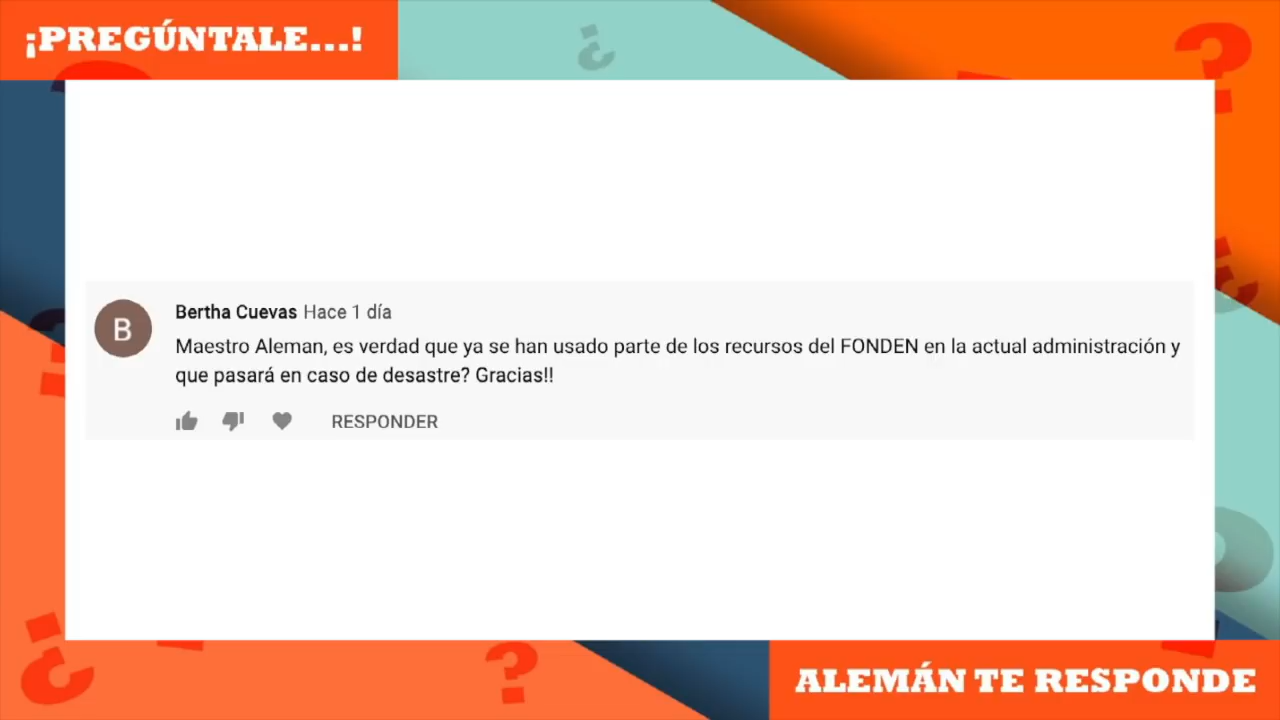 ¡PREGÚNTALE...!
B
Bertha Cuevas Hace 1 día
Maestro Aleman, es verdad que ya se han usado parte de los recursos del FONDEN en la actual administración y
que pasará en caso de desastre? Gracias!!
RESPONDER
ALEMÁN TE RESPONDE